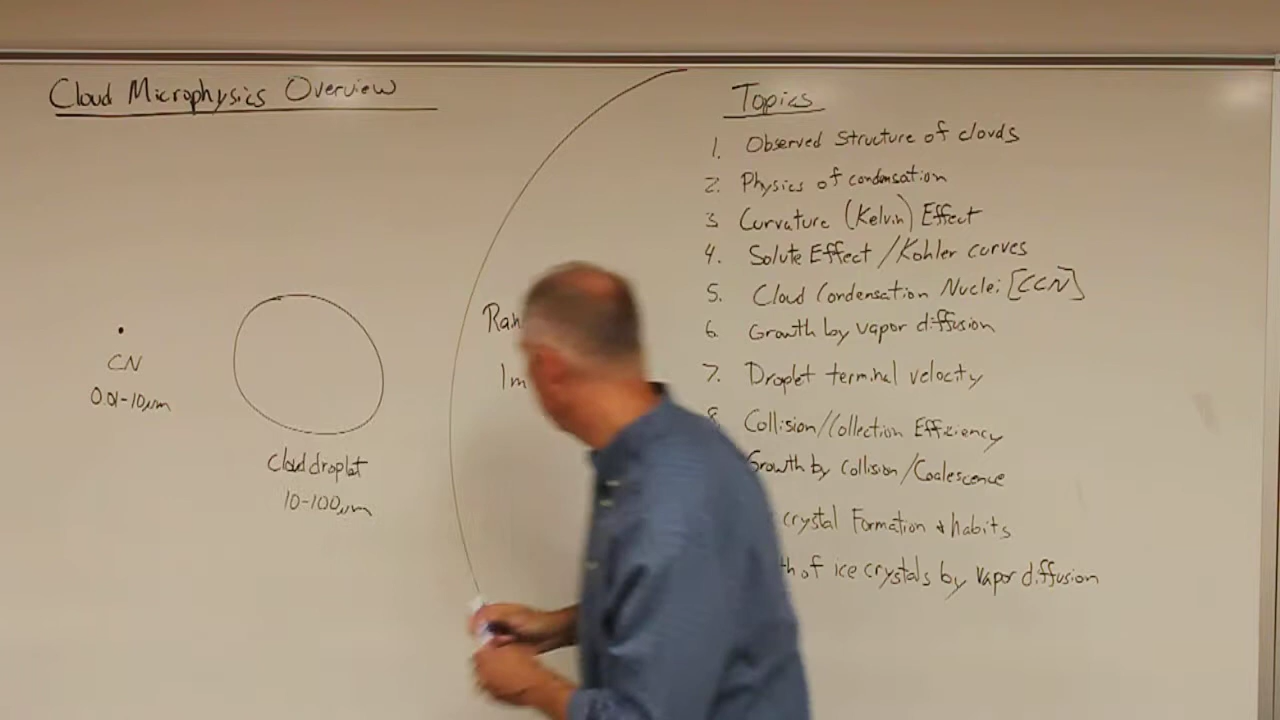 Cloud Microphysics Overview
CN
0.01-10μm
Cloud droplet
10-100μm
Topics
1. Observed Structure of clouds
2. Physics of condensation
3 Curvature (Kelvin) Effect
4. Solute Effect / Kohler curves
5. Cloud Condensation Nuclei [CCN]
6. Growth by vapor diffusion
7. Droplet terminal velocity
8. Collision/Collection Efficiency
Growth by Collision/Coalescence
crystal Formation & habits
of ice crystals by vapor diffusion